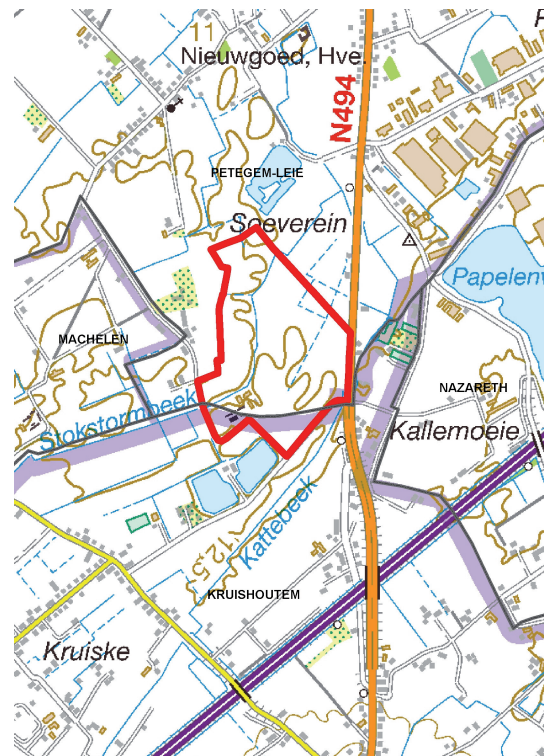 11
Nieuwgoed, Hve.
N494
PETEGEM-LEIE
Soeverein
Papelenv
MACHELEN
NAZARETH
Stokstormbeek
Kallemoeie
Kattebeek
12,5
KRUISHOUTEM
Kruiske